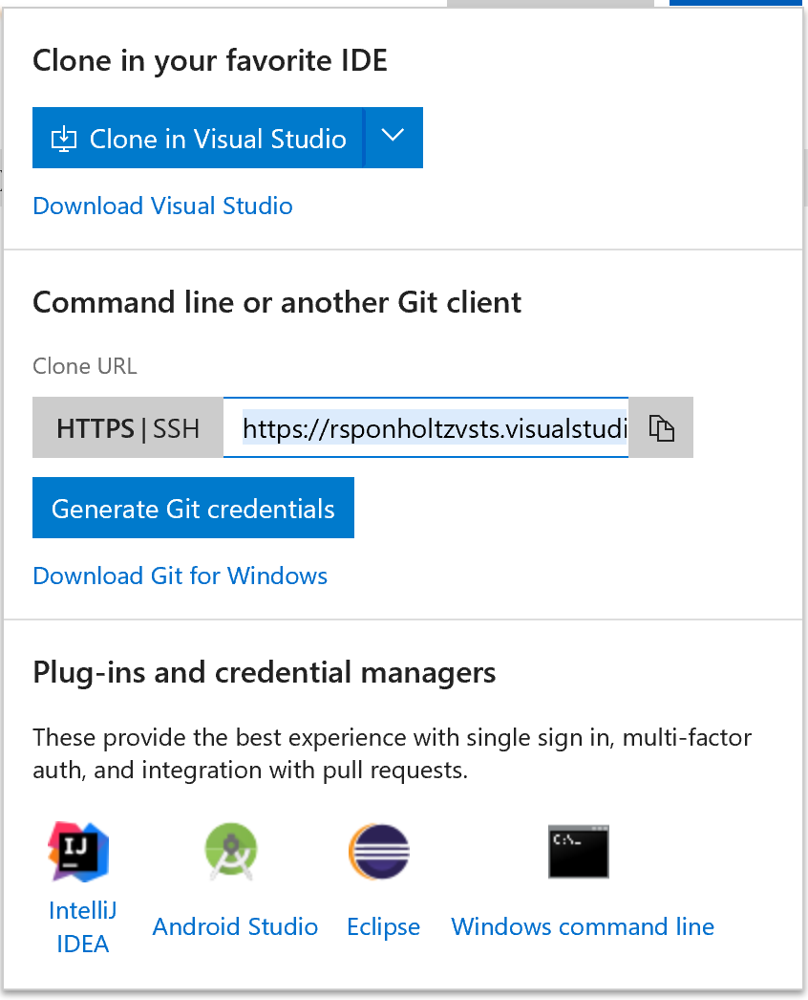 Clone in your favorite IDE
Clone in Visual Studio
Download Visual Studio
Command line or another Git client
Clone URL
HTTPS | SSH https://rsponholtzvsts.visualstudi
Generate Git credentials
Download Git for Windows
Plug-ins and credential managers
These provide the best experience with single sign in, multi-factor
auth, and integration with pull requests.
IJ
C:\_
IntelliJ
IDEA
Android Studio
Eclipse
Windows command line